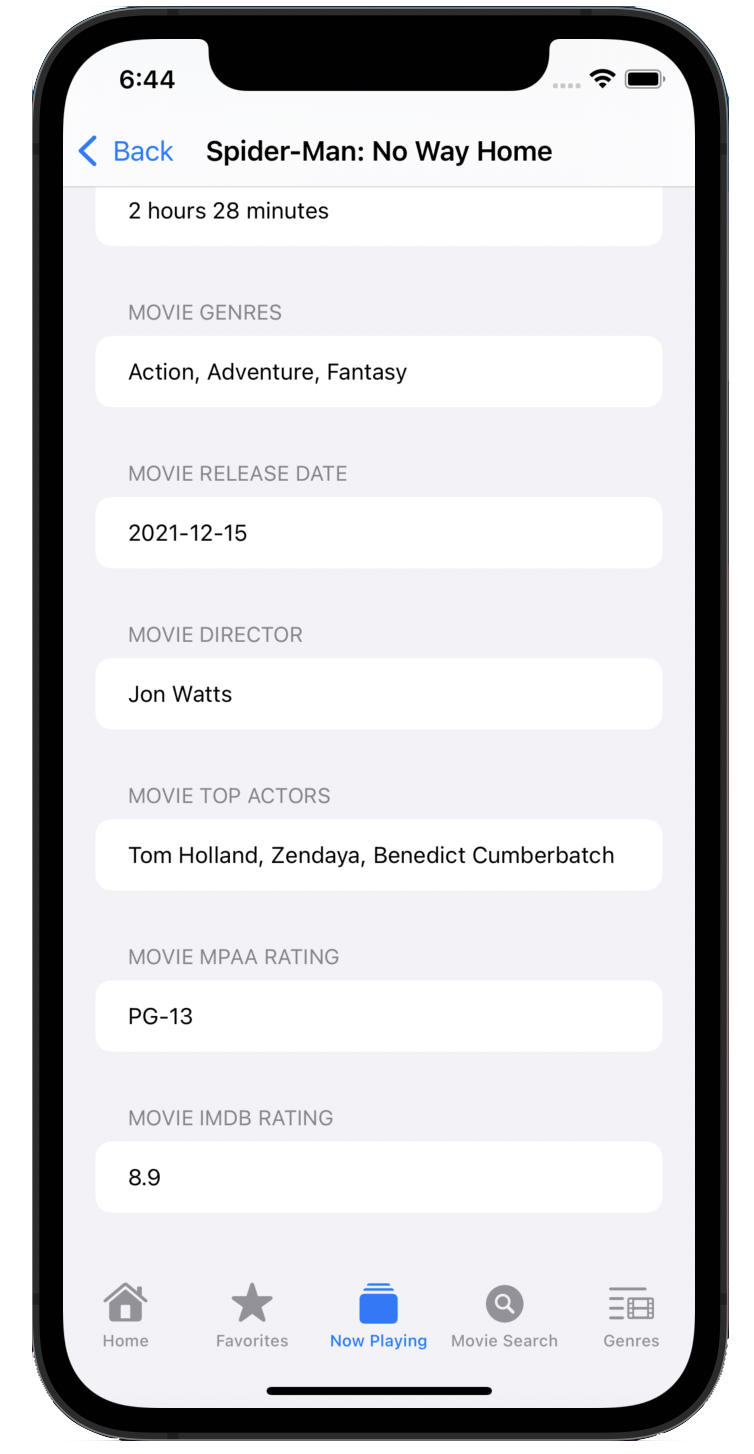 6:44
Back
Spider-Man: No Way Home
2 hours 28 minutes
MOVIE GENRES
Action, Adventure, Fantasy
MOVIE RELEASE DATE
2021-12-15
MOVIE DIRECTOR
Jon Watts
MOVIE TOP ACTORS
Tom Holland, Zendaya, Benedict Cumberbatch
MOVIE MPAA RATING
PG-13
MOVIE IMDB RATING
8.9
Home
Favorites
Now Playing
Movie Search
Genres